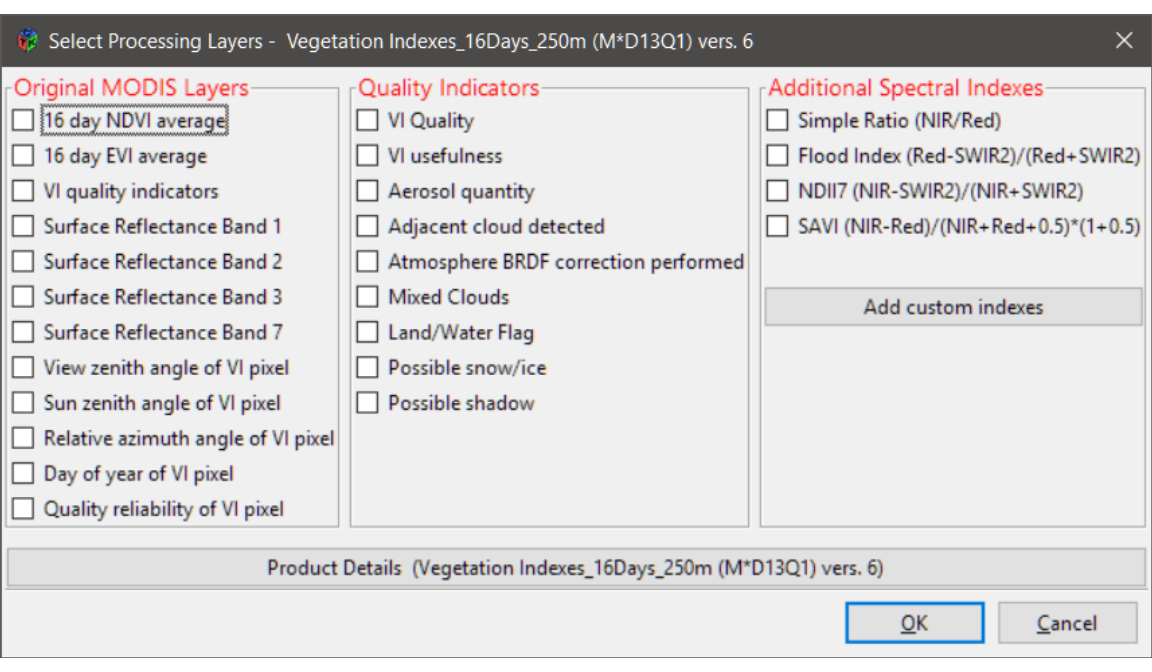 Select Processing Layers - Vegetation Indexes_16Days_250m (M*D13Q1) vers. 6
Original MODIS Layers
16 day NDVI average
16 day EVI average
VI quality indicators
Surface Reflectance Band 1
Surface Reflectance Band 2
Surface Reflectance Band 3
Surface Reflectance Band 7
View zenith angle of VI pixel
Sun zenith angle of VI pixel
Relative azimuth angle of VI pixel
Day of year of VI pixel
Quality reliability of VI pixel
Quality Indicators
VI Quality
VI usefulness
Aerosol quantity
Adjacent cloud detected
Atmosphere BRDF correction performed
Mixed Clouds
Land/Water Flag
Possible snow/ice
Possible shadow
Additional Spectral Indexes
Simple Ratio (NIR/Red)
Flood Index (Red-SWIR2)/(Red+SWIR2)
NDII7 (NIR-SWIR2)/(NIR+SWIR2)
SAVI (NIR-Red)/(NIR+Red+0.5)*(1+0.5)
Add custom indexes
Product Details (Vegetation Indexes_16Days_250m (M*D13Q1) vers. 6)
OK
Cancel